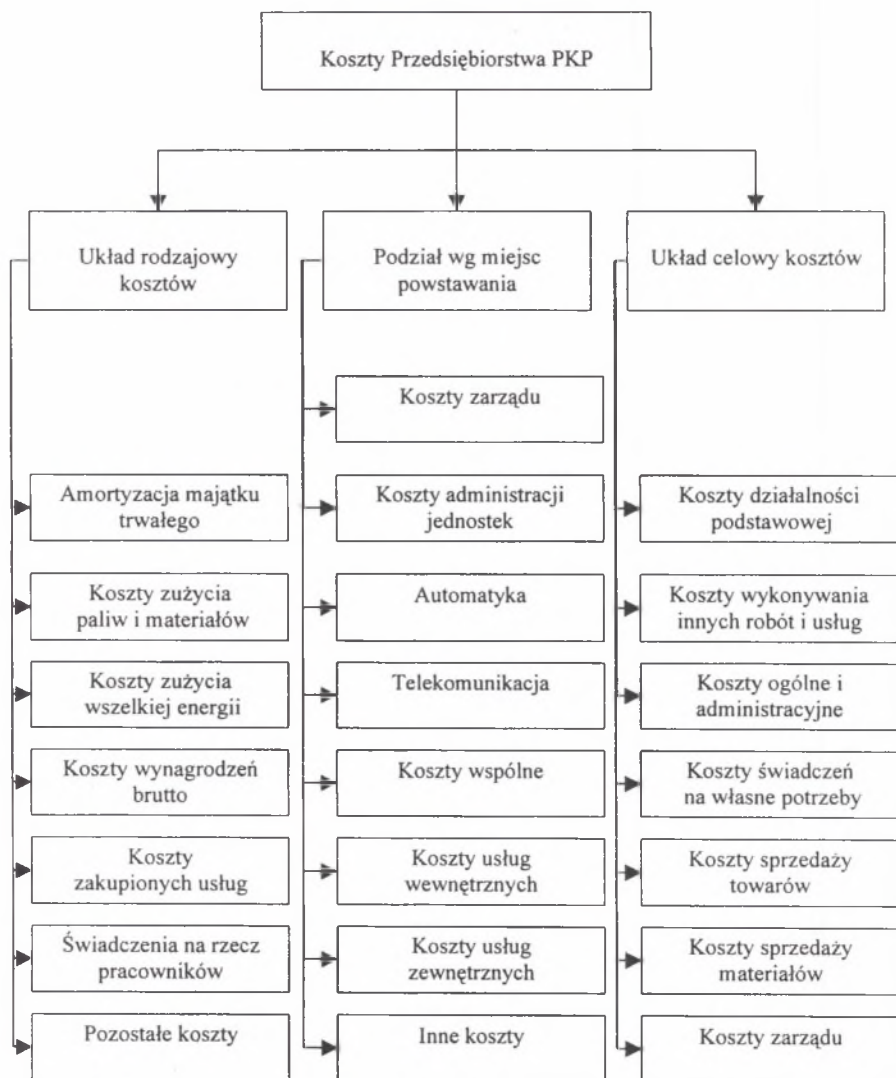 Koszty Przedsiębiorstwa PKP
Układ rodzajowy
kosztów
Podział wg miejsc
powstawania
Układ celowy kosztów
Koszty zarządu
Amortyzacja majątku
trwałego
Koszty administracji
jednostek
Koszty działalności
podstawowej
Koszty zużycia
paliw i materiałów
Automatyka
Koszty wykonywania
innych robót i usług
Koszty zużycia
wszelkiej energii
Telekomunikacja
Koszty ogólne i
administracyjne
Koszty wynagrodzeń
brutto
Koszty wspólne
Koszty świadczeń
na własne potrzeby
Koszty
zakupionych usług
Koszty usług
wewnętrznych
Koszty sprzedaży
towarów
Świadczenia na rzecz
pracowników
Koszty usług
zewnętrznych
Koszty sprzedaży
materiałów
Pozostałe koszty
Inne koszty
Koszty zarządu